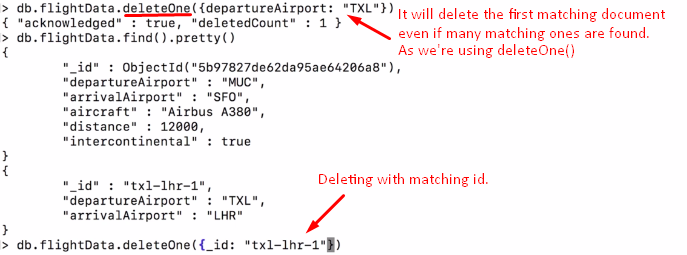 > db.flightData.deleteOne({departureAirport: "TXL"})
{ "acknowledged" : true, "deletedCount" : 1 }
It will delete the first matching document
even if many matching ones are found.
As we're using deleteOne()
> db.flightData.find().pretty()
{
"_id" : ObjectId("5b97827de62da95ae64206a8"),
"departureAirport" : "MUC",
"arrivalAirport" : "SFO",
"aircraft" : "Airbus A380",
"distance" : 12000,
"intercontinental" : true
}
{
"_id" : "txl-lhr-1",
"departureAirport" : "TXL",
"arrivalAirport" : "LHR"
}
Deleting with matching id.
> db.flightData.deleteOne({_id: "txl-lhr-1"})